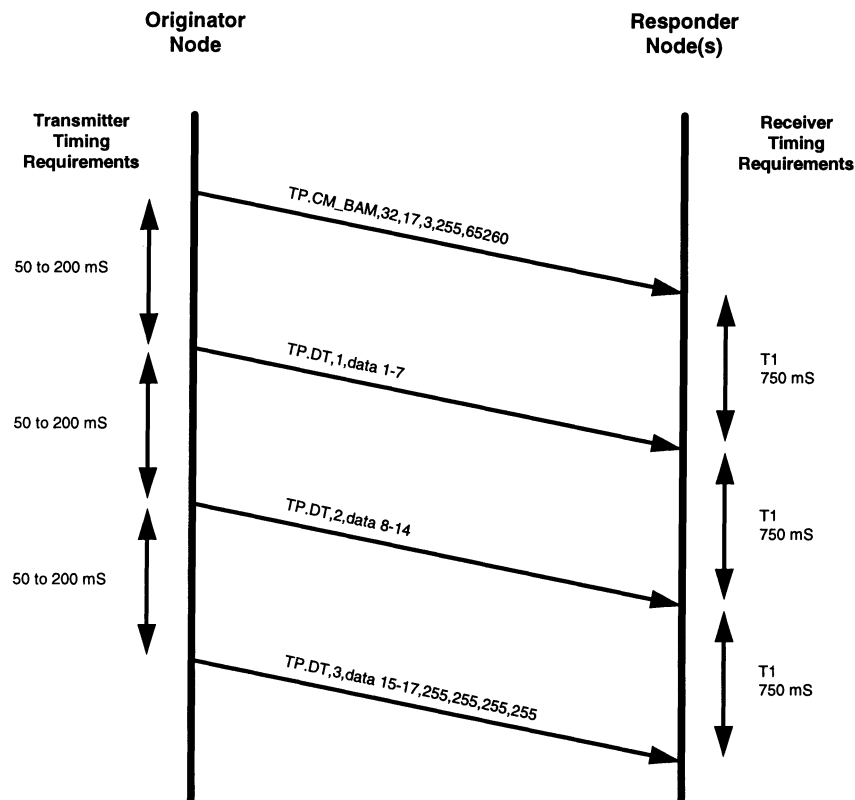 Originator
Node
Responder
Node(s)
Transmitter
Timing
Requirements
Receiver
Timing
Requirements
TP.CM_BAM,32,17,3,255,65260
50 to 200 mS
TP.DT,1,data 1-7
T1
750 mS
50 to 200 mS
TP.DT,2,data 8-14
T1
750 mS
50 to 200 mS
TP.DT,3,data 15-17,255,255,255,255
T1
750 mS